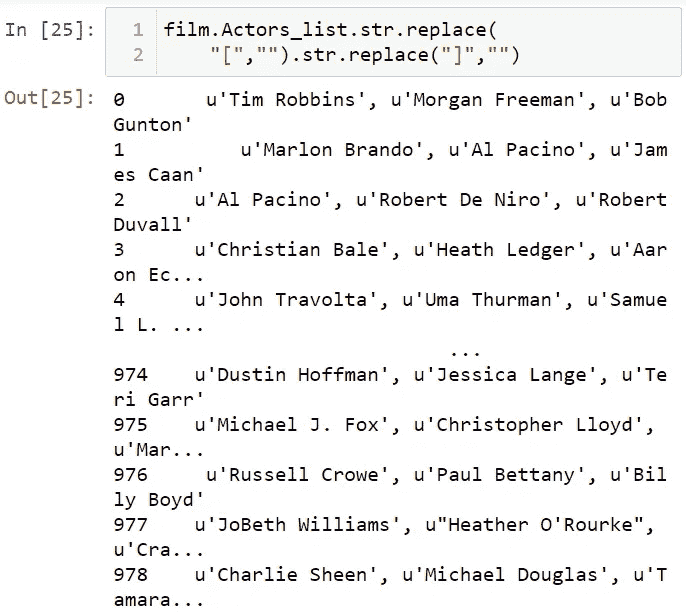 In [25]: 1 film.Actors_list.str.replace(
2 "[","").str.replace("]","")
Out[25]: 0 u'Tim Robbins', u'Morgan Freeman', u'Bob
Gunton'
1 u'Marlon Brando', u'Al Pacino', u'Jam
es Caan'
2 u'Al Pacino', u'Robert De Niro', u'Robert
Duvall'
3 u'Christian Bale', u'Heath Ledger', u'Aar
on Ec...
4 u'John Travolta', u'Uma Thurman', u'Samue
l L. ...
...
974 u'Dustin Hoffman', u'Jessica Lange', u'Te
ri Garr'
975 u'Michael J. Fox', u'Christopher Lloyd',
u'Mar...
976 u'Russell Crowe', u'Paul Bettany', u'Bil
ly Boyd'
977 u'JoBeth Williams', u"Heather O'Rourke",
u'Cra...
978 u'Charlie Sheen', u'Michael Douglas', u'T
amara...